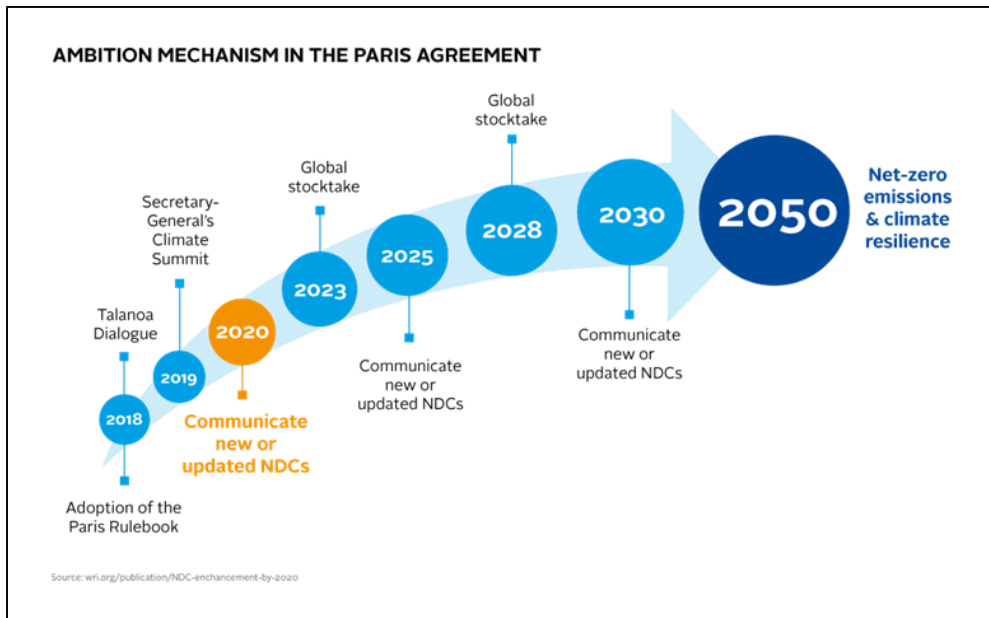 AMBITION MECHANISM IN THE PARIS AGREEMENT
Talanoa
Dialogue
2018
Adoption of the
Paris Rulebook
Secretary-
General's
Climate
Summit
2019
2020
Communicate
new or
updated NDCs
Global
stocktake
2023
2025
Communicate
new or
updated NDCs
Global
stocktake
2028
2030
Communicate
new or
updated NDCs
2050
Net-zero
emissions
& climate
resilience
Source: wri.org/publication/NDC-enchancement-by-2020